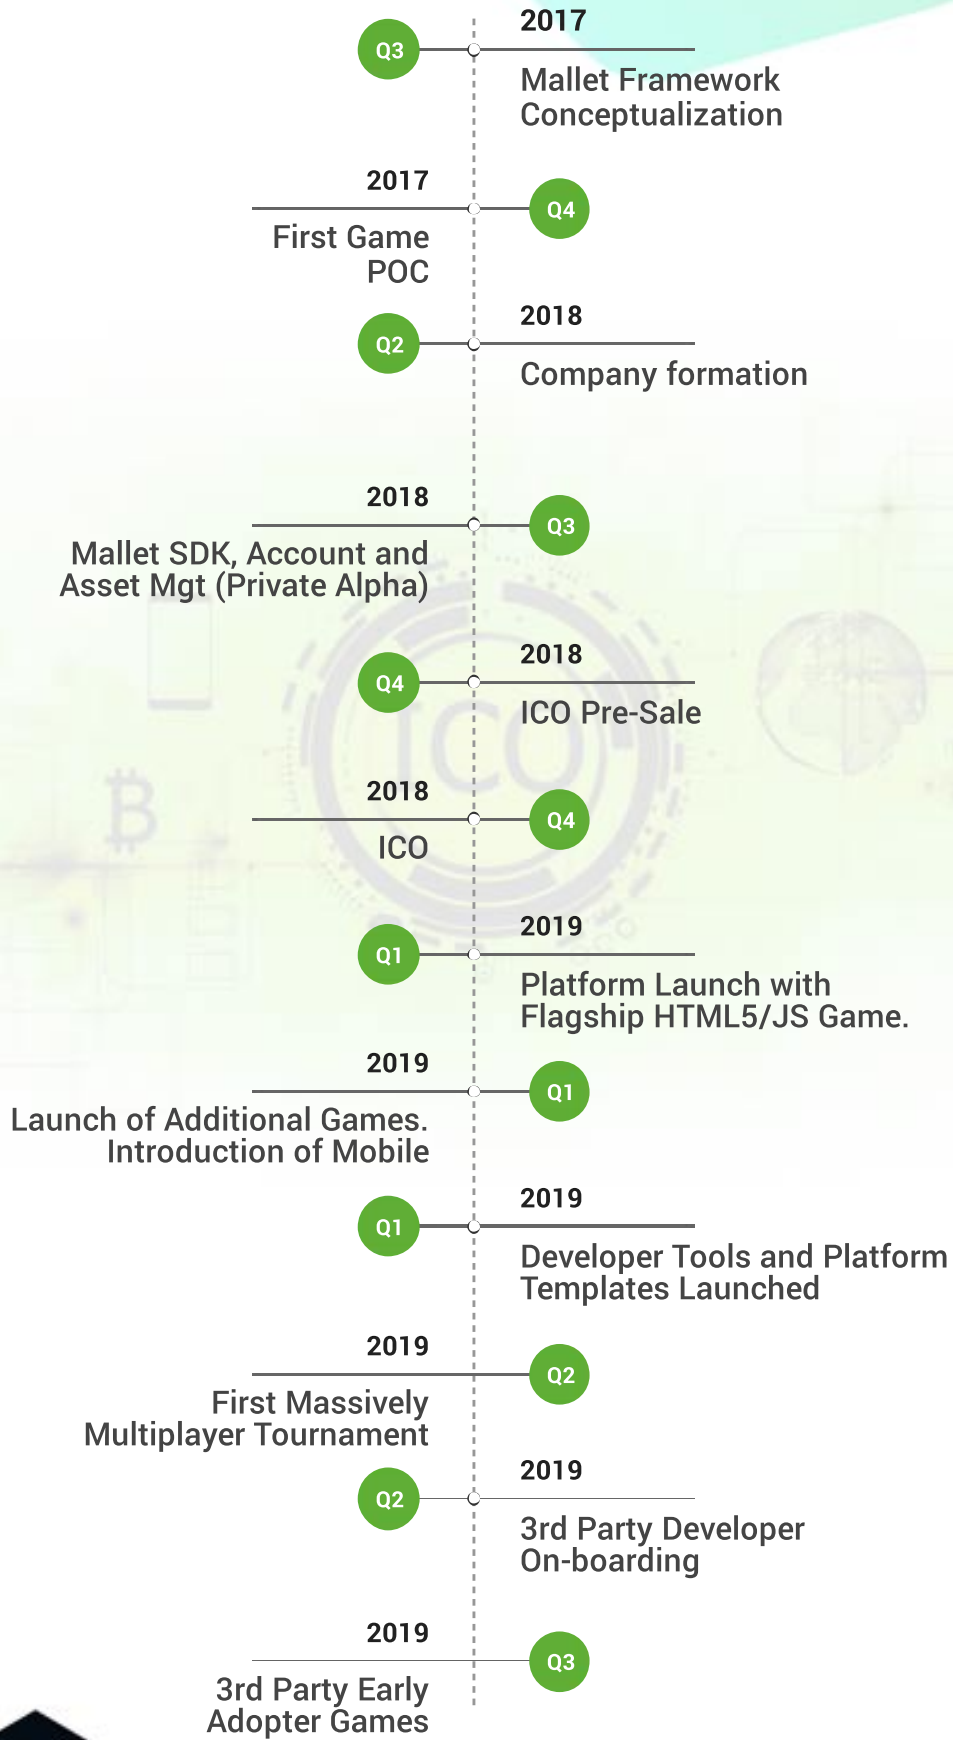 2017
Q3
Mallet Framework
Conceptualization
2017
Q4
First Game
POC
2018
Q2
Company formation
2018
Q3
Mallet SDK, Account and
Asset Mgt (Private Alpha)
2018
Q4
ICO Pre-Sale
ICO
2018
Q4
ICO
2019
Q1
Platform Launch with
Flagship HTML5/JS Game.
2019
Q1
Launch of Additional Games.
Introduction of Mobile
2019
Q1
Developer Tools and Platform
Templates Launched
2019
Q2
First Massively
Multiplayer Tournament
2019
Q2
3rd Party Developer
On-boarding
2019
Q3
3rd Party Early
Adopter Games